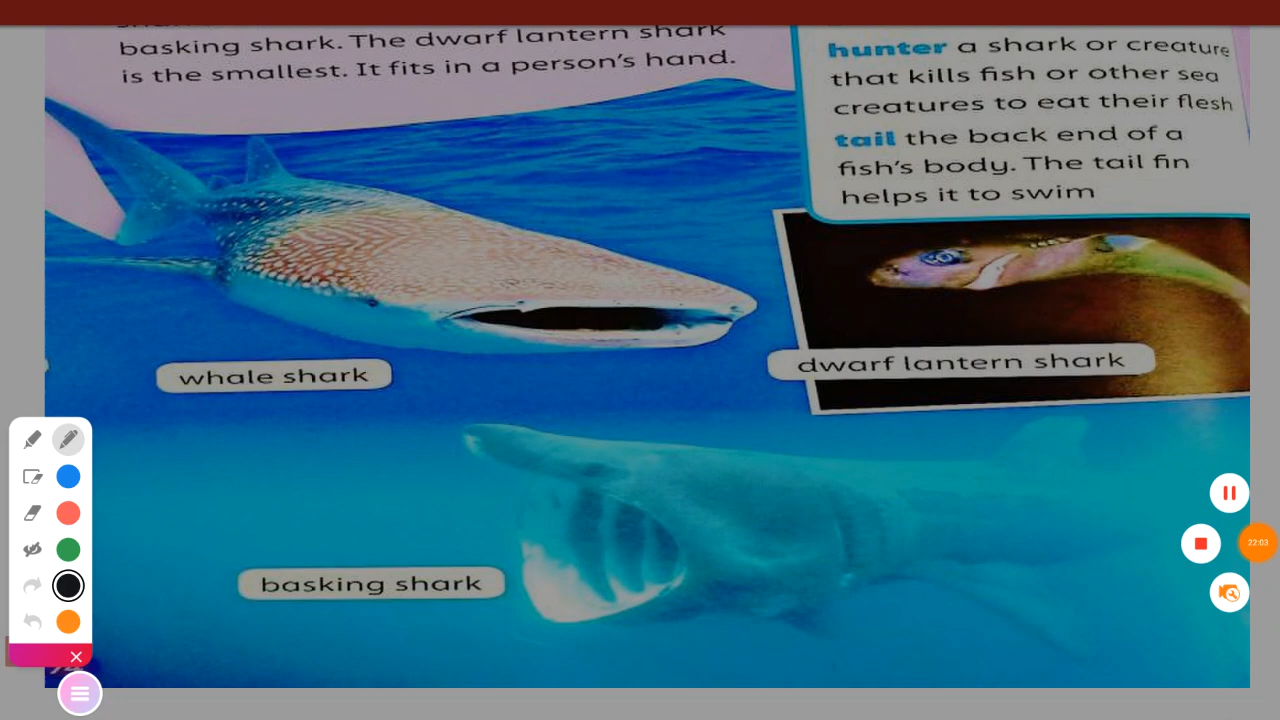 basking shark. The dwarf lantern shark
is the smallest. It fits in a person's hand.
hunter a shark or creature
that kills fish or other sea
creatures to eat their flesh
tail the back end of a
fish's body. The tail fin
helps it to swim
whale shark
dwarf lantern shark
basking shark
22:03